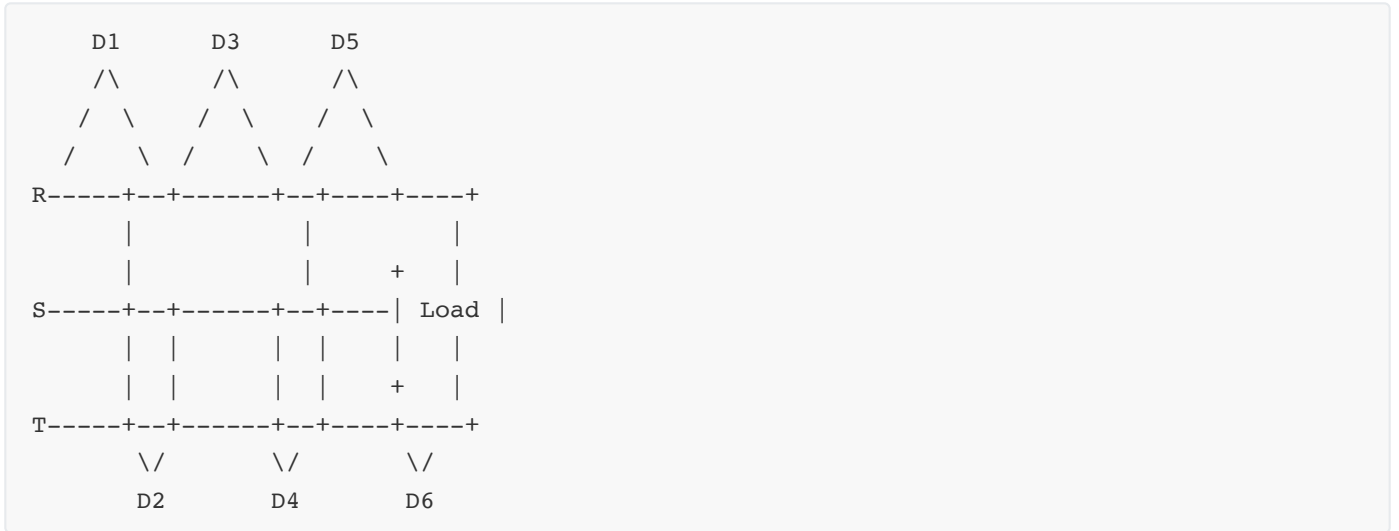 D1      D3      D5
    /\      /\      /\
   /  \    /  \    /  \
  /    \  /    \  /    \
R-----+--+------+--+----+----+
      |           |         |
      |           |     +   |
S-----+--+------+--+----| Load |
      |  |      |  |    |   |
      |  |      |  |    +   |
T-----+--+------+--+----+----+
       \/       \/       \/
       D2       D4       D6